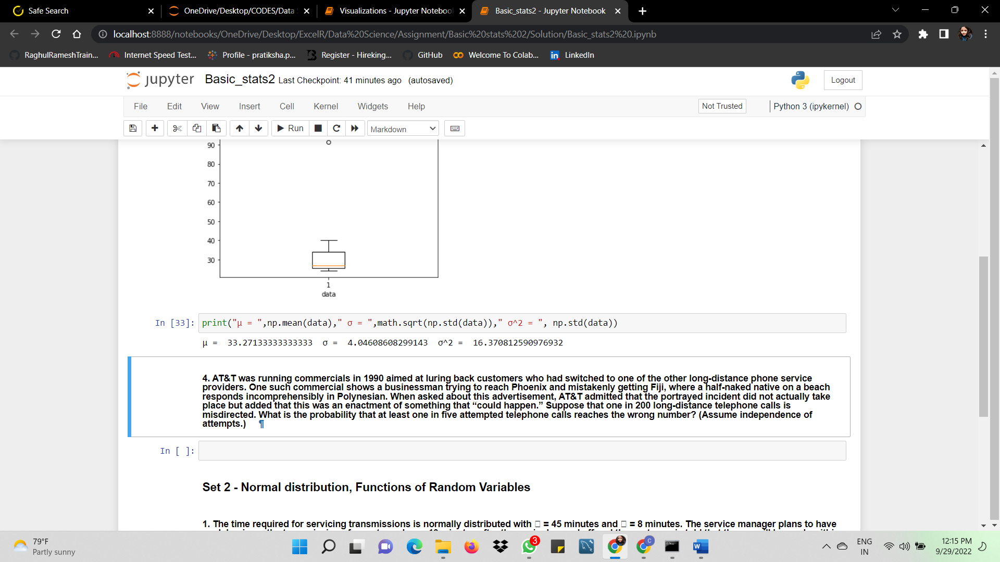 Safe Search
OneDrive/Desktop/CODES/Data
Visualizations - Jupyter Notebook
Basic_stats2 - Jupyter Notebook
localhost:8888/notebooks/OneDrive/Desktop/ExcelR/Data%20Science/Assignment/Basic%20stats%202/Solution/Basic_stats2%20.ipynb
RaghulRameshTrain...
Internet Speed Test...
Profile - pratiksha.p...
Register - Hireking...
GitHub
Welcome To Colab...
LinkedIn
jupyter Basic_stats2 Last Checkpoint: 41 minutes ago (autosaved)
Logout
File Edit View Insert Cell Kernel Widgets Help
Not Trusted
Python 3 (ipykernel)
Run
Markdown
90
80
70
60
50
40
30
1
data
In [33]: print("μ = ",np.mean(data)," σ = ",math.sqrt(np.std(data))," σ^2 = ", np.std(data))
μ = 33.27133333333333 σ = 4.04608608299143 σ^2 = 16.370812590976932
4. AT&T was running commercials in 1990 aimed at luring back customers who had switched to one of the other long-distance phone service
providers. One such commercial shows a businessman trying to reach Phoenix and mistakenly getting Fiji, where a half-naked native on a beach
responds incomprehensibly in Polynesian. When asked about this advertisement, AT&T admitted that the portrayed incident did not actually take
place but added that this was an enactment of something that “could happen.” Suppose that one in 200 long-distance telephone calls is
misdirected. What is the probability that at least one in five attempted telephone calls reaches the wrong number? (Assume independence of
attempts.) ¶
In [ ]:
Set 2 - Normal distribution, Functions of Random Variables
1. The time required for servicing transmissions is normally distributed with □ = 45 minutes and □ = 8 minutes. The service manager plans to have
79°F
Partly sunny
3
C
ENG
IN
12:15 PM
9/29/2022